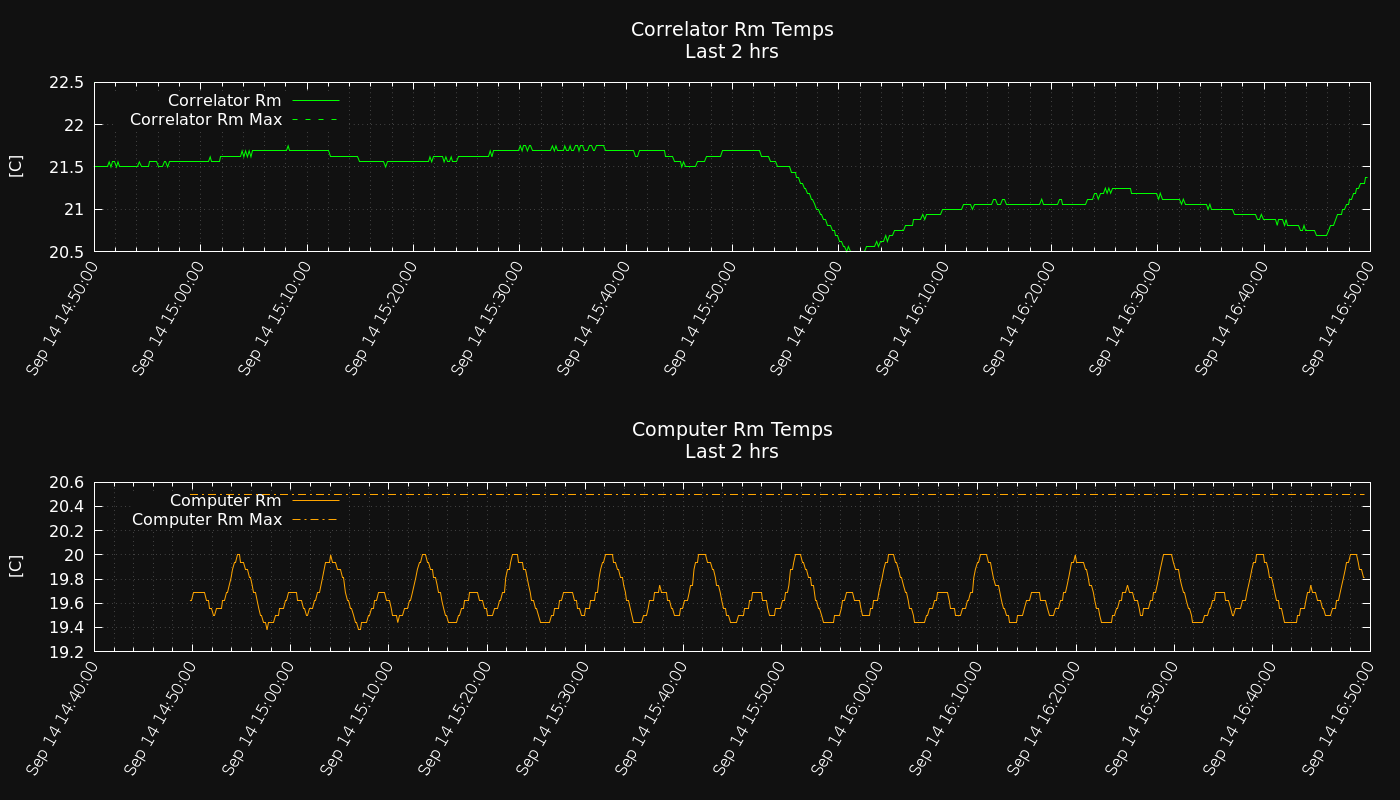 Correlator Rm Temps
Last 2 hrs
22.5
22
21.5
21
20.5
[C]
Correlator Rm
Correlator Rm Max
Sep 14 14:50:00
Sep 14 15:00:00
Sep 14 15:10:00
Sep 14 15:20:00
Sep 14 15:30:00
Sep 14 15:40:00
Sep 14 15:50:00
Sep 14 16:00:00
Sep 14 16:10:00
Sep 14 16:20:00
Sep 14 16:30:00
Sep 14 16:40:00
Sep 14 16:50:00
Computer Rm Temps
Last 2 hrs
20.6
20.4
20.2
20
19.8
19.6
19.4
19.2
[C]
Computer Rm
Computer Rm Max
Sep 14 14:40:00
Sep 14 14:50:00
Sep 14 15:00:00
Sep 14 15:10:00
Sep 14 15:20:00
Sep 14 15:30:00
Sep 14 15:40:00
Sep 14 15:50:00
Sep 14 16:00:00
Sep 14 16:10:00
Sep 14 16:20:00
Sep 14 16:30:00
Sep 14 16:40:00
Sep 14 16:50:00